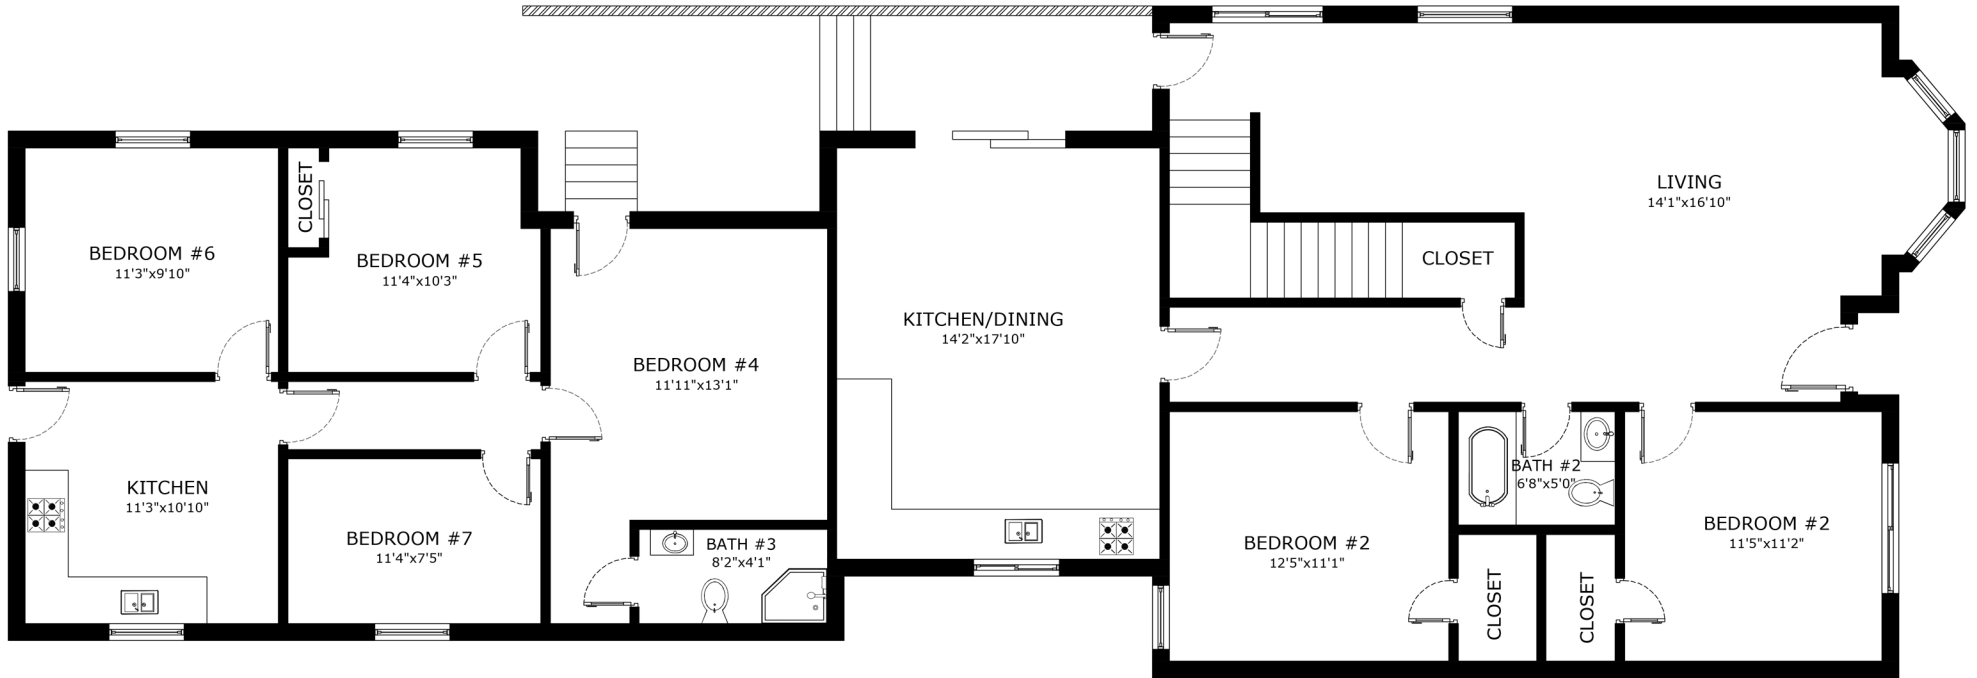 LIVING
14'1"x16'10"
CLOSET
BEDROOM #6
11'3"x9'10"
BEDROOM #5
11'4"x10'3"
CLOSET
KITCHEN/DINING
14'2"x17'10"
BEDROOM #4
11'11"x13'1"
BATH #2
6'8"x5'0"
KITCHEN
11'3"x10'10"
BEDROOM #7
11'4"x7'5"
BATH #3
8'2"x4'1"
BEDROOM #2
12'5"x11'1"
BEDROOM #2
11'5"x11'2"
CLOSET
CLOSET